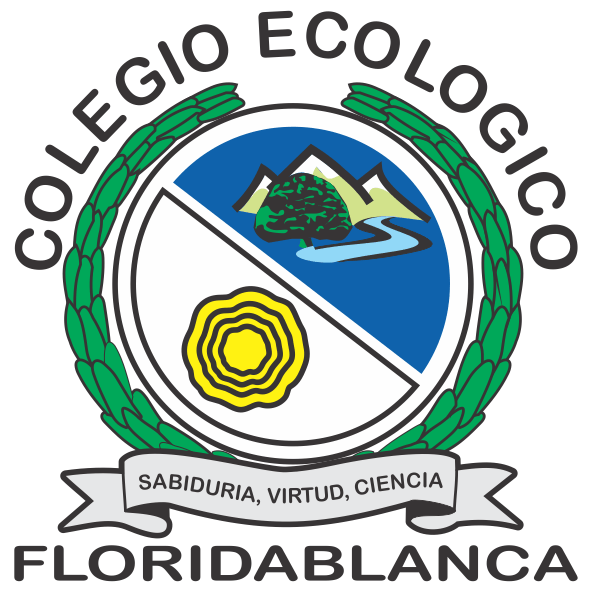 COLEGIO ECOLOGICO
SABIDURIA, VIRTUD, CIENCIA
FLORIDABLANCA